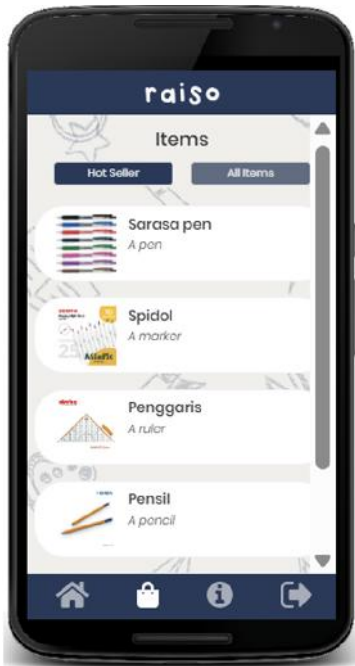 raiso
Items
Hot Seller
All Items
Sarasa pen
A pen
Spidol
A marker
Penggaris
A ruler
Pensil
A pencil